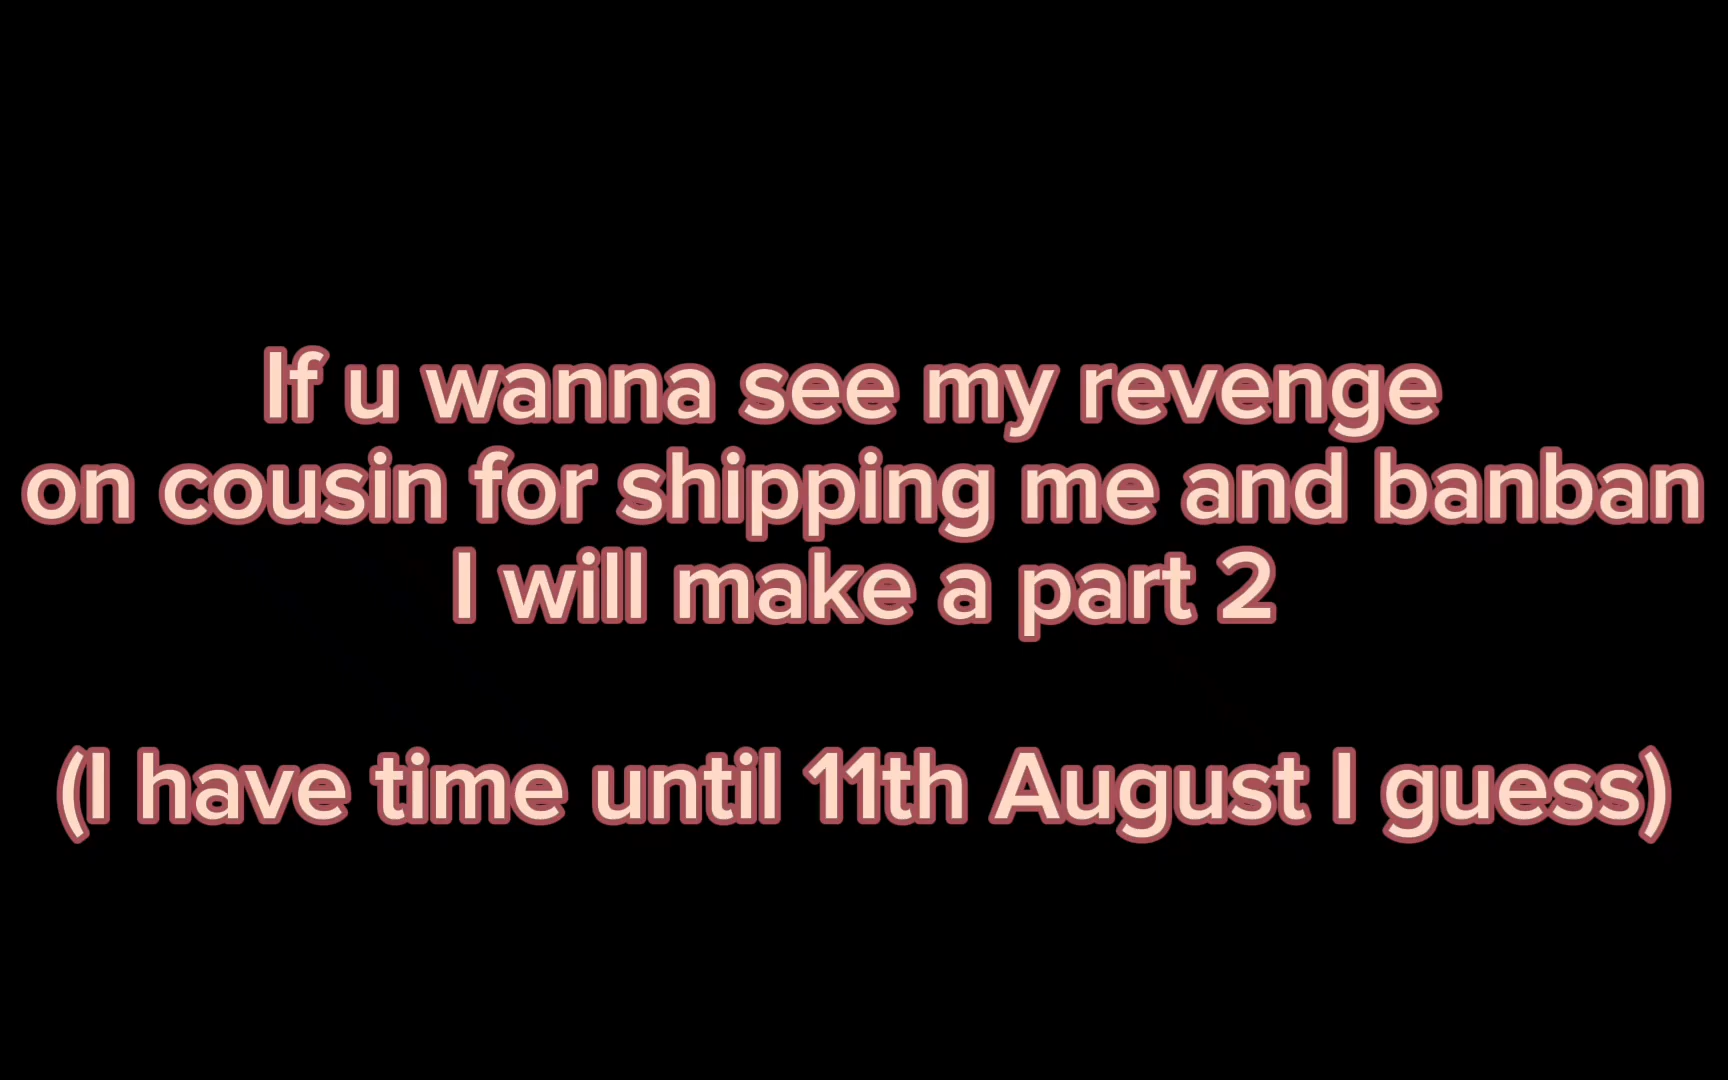 If u wanna see my revenge
on cousin for shipping me and banban
I will make a part 2
(I have time until 11th August I guess)